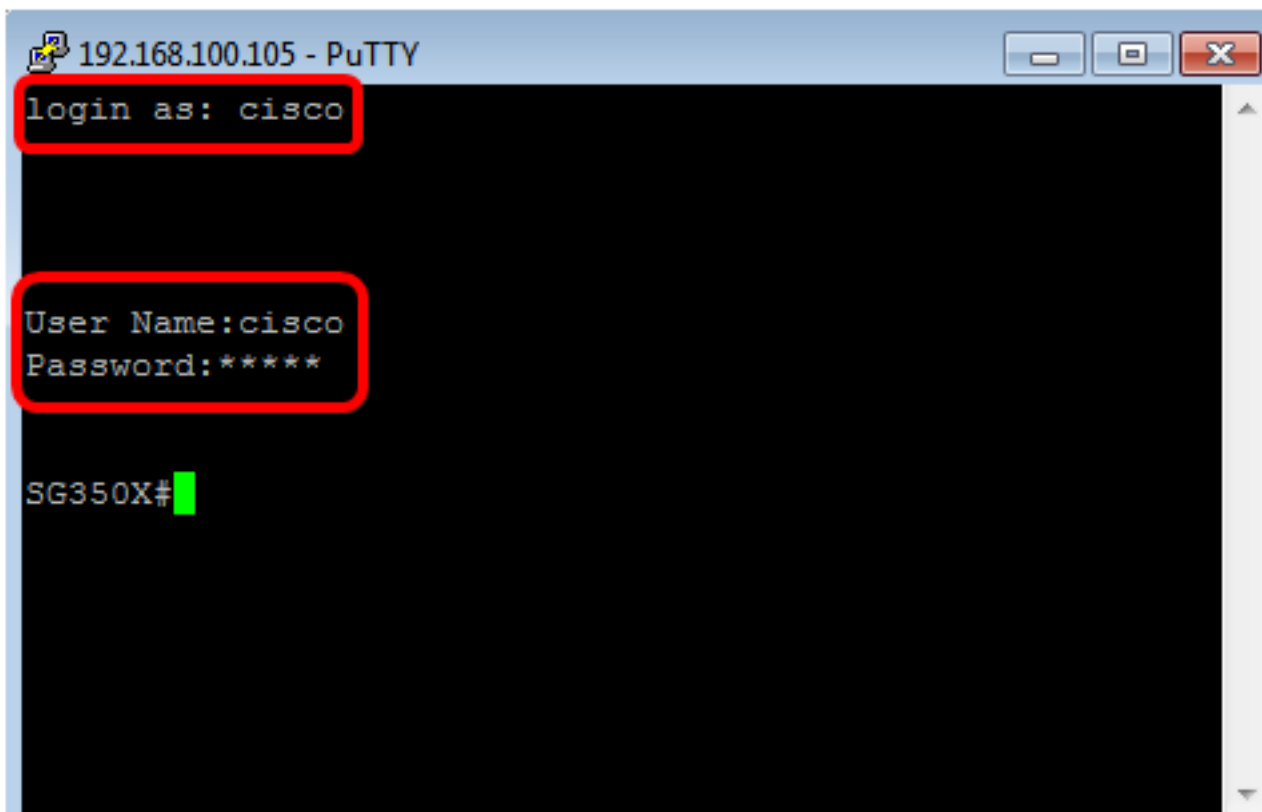 192.168.100.105 - PuTTY
login as: cisco
User Name:cisco
Password:*****
SG350X#